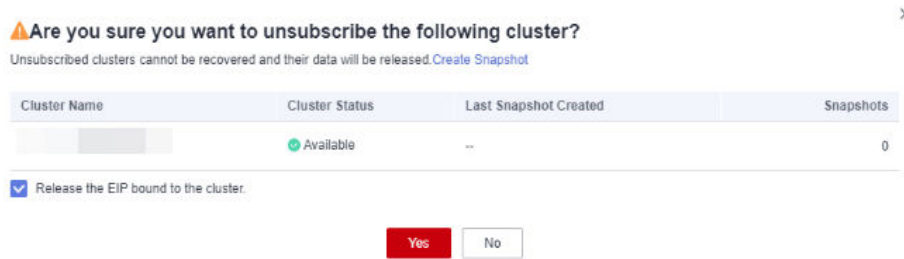 Are you sure you want to unsubscribe the following cluster?
Unsubscribed clusters cannot be recovered and their data will be released.Create Snapshot
Cluster Name Cluster Status Last Snapshot Created Snapshots
Available -- 0
Release the EIP bound to the cluster.
Yes No